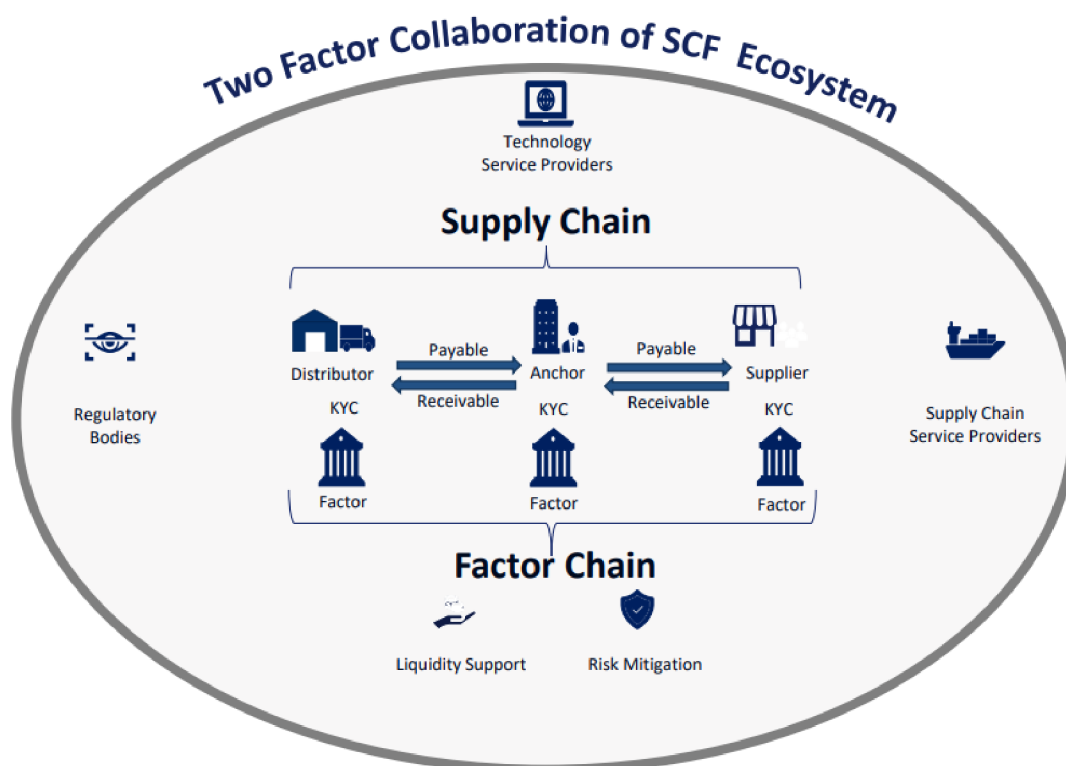 Two Factor Collaboration of SCF Ecosystem
Technology
Service Providers
Supply Chain
Payable
Payable
Distributor
Anchor
Supplier
Receivable
Receivable
KYC
KYC
KYC
Regulatory
Bodies
Supply Chain
Service Providers
Factor
Factor
Factor
Factor Chain
Liquidity Support
Risk Mitigation